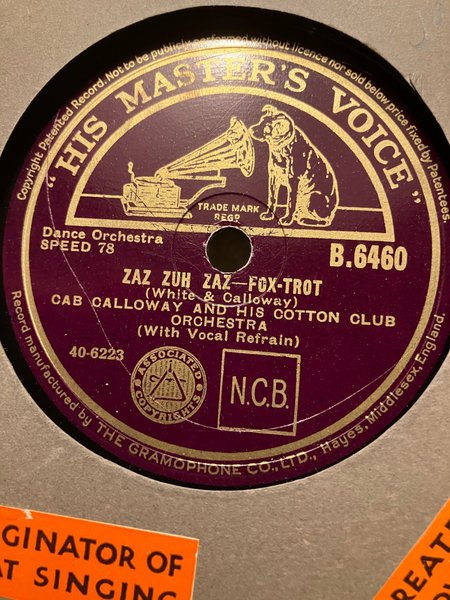 Copyright Patented Record. Not to be publicly performed without licence nor sold below price fixed by Patentees.
"HIS MASTER'S VOICE"
TRADE MARK
REGD
Dance Orchestra
SPEED 78
B.6460
ZAZ ZUH ZAZ—FOX-TROT
(White & Calloway)
CAB CALLOWAY AND HIS COTTON CLUB
ORCHESTRA
(With Vocal Refrain)
40-6223
ASSOCIATED
COPYRIGHTS
N.C.B.
Record manufactured by THE GRAMOPHONE CO., LTD., Hayes, Middlesex, England.
GINATOR OF
AT SINGING
REATE